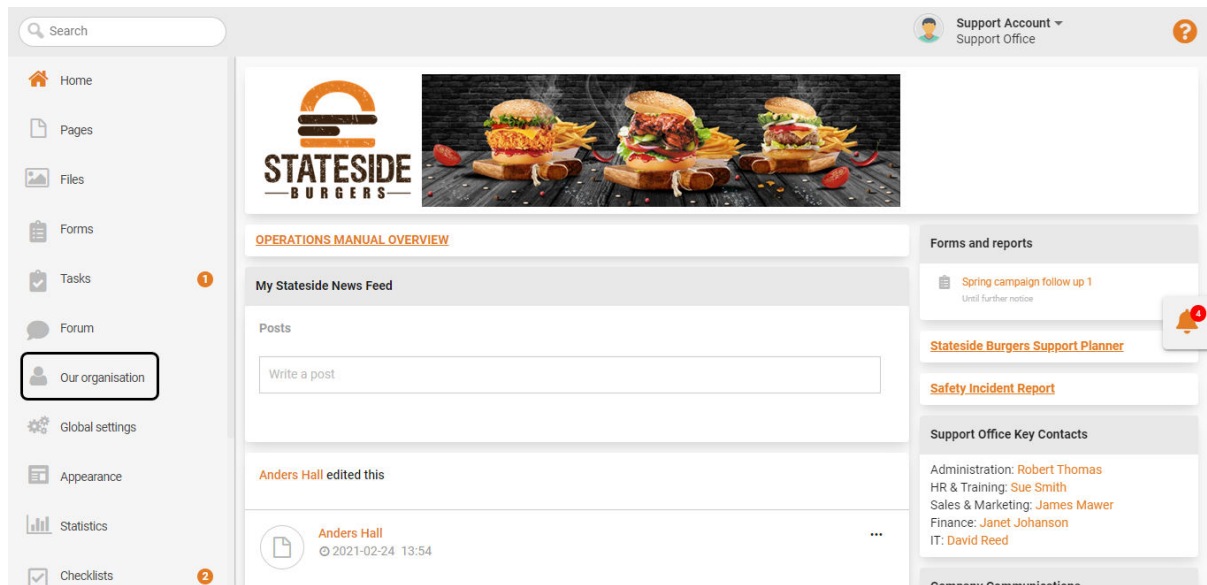 Search
Support Account
Support Office
?
Home
Pages
Files
Forms
Tasks
1
Forum
Our organisation
Global settings
Appearance
Statistics
Checklists
2
STATESIDE
BURGERS
OPERATIONS MANUAL OVERVIEW
My Stateside News Feed
Posts
Write a post
Anders Hall edited this
Anders Hall
2021-02-24 13:54
Forms and reports
Spring campaign follow up 1
Until further notice
4
Stateside Burgers Support Planner
Safety Incident Report
Support Office Key Contacts
Administration: Robert Thomas
HR & Training: Sue Smith
Sales & Marketing: James Mawer
Finance: Janet Johanson
IT: David Reed
Company Communications